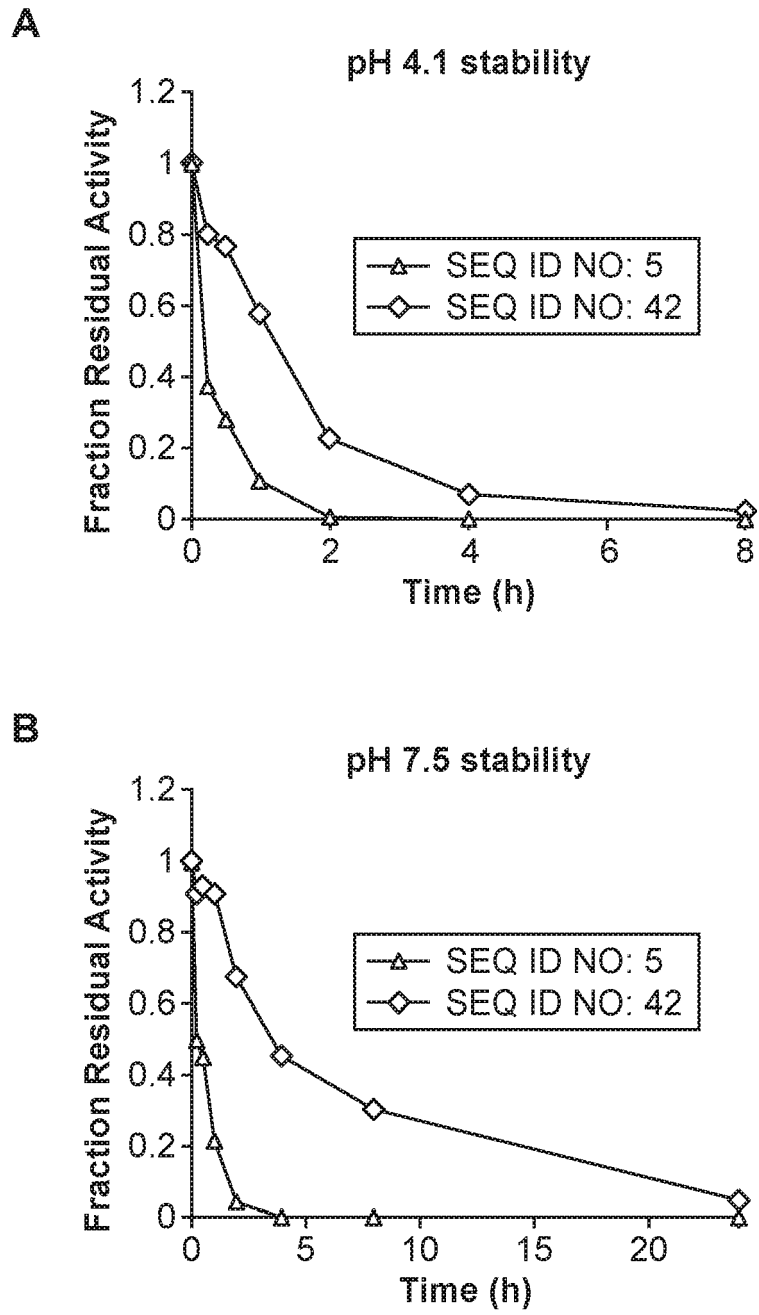 A
pH 4.1 stability
Fraction Residual Activity
1.2
1
0.8
0.6
0.4
0.2
0
SEQ ID NO: 5
SEQ ID NO: 42
0 2 4 6 8
Time (h)
B
pH 7.5 stability
Fraction Residual Activity
1.2
1
0.8
0.6
0.4
0.2
0
SEQ ID NO: 5
SEQ ID NO: 42
0 5 10 15 20
Time (h)